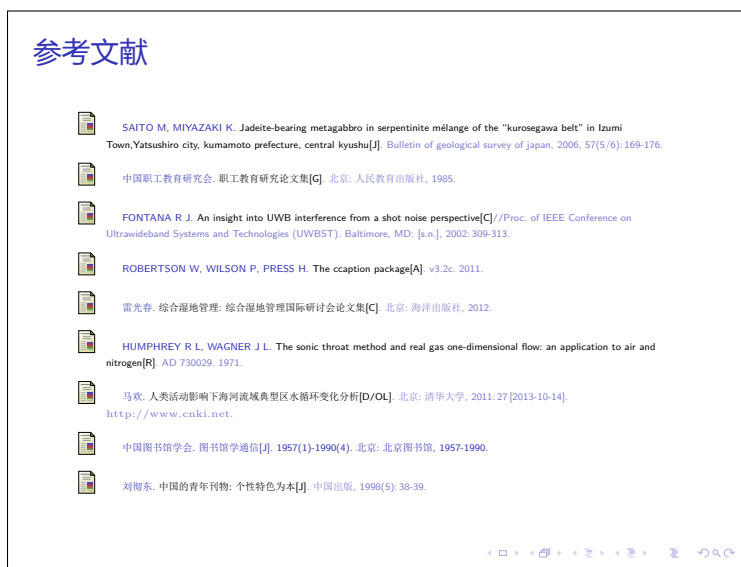 参考文献
SAITO M, MIYAZAKI K. Jadeite-bearing metagabbro in serpentinite mélange of the “kurosegawa belt” in Izumi
Town,Yatsushiro city, kumamoto prefecture, central kyushu[J]. Bulletin of geological survey of japan, 2006, 57(5/6): 169-176.
中国职工教育研究会. 职工教育研究论文集[G]. 北京: 人民教育出版社, 1985.
FONTANA R J. An insight into UWB interference from a shot noise perspective[C]//Proc. of IEEE Conference on
Ultrawideband Systems and Technologies (UWBST). Baltimore, MD: [s.n.], 2002: 309-313.
ROBERTSON W, WILSON P, PRESS H. The ccaption package[A]. v3.2c. 2011.
雷光春. 综合湿地管理: 综合湿地管理国际研讨会论文集[C]. 北京: 海洋出版社, 2012.
HUMPHREY R L, WAGNER J L. The sonic throat method and real gas one-dimensional flow: an application to air and
nitrogen[R]. AD 730029. 1971.
马欢. 人类活动影响下海河流域典型区水循环变化分析[D/OL]. 北京: 清华大学, 2011: 27 [2013-10-14].
http://www.cnki.net.
中国图书馆学会. 图书馆学通信[J]. 1957(1)-1990(4). 北京: 北京图书馆, 1957-1990.
刘彻东. 中国的青年刊物: 个性特色为本[J]. 中国出版, 1998(5): 38-39.